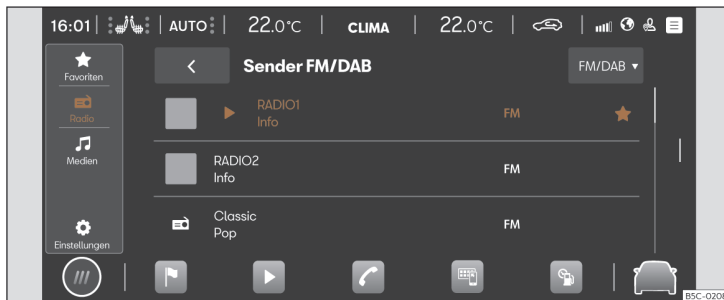 16:01 AUTO 22.0°C CLIMA 22.0°C
Favoriten
Radio
Medien
Einstellungen
Sender FM/DAB FM/DAB
RADIO1 FM
Info
RADIO2 FM
Info
Classic FM
Pop
B5C-0201